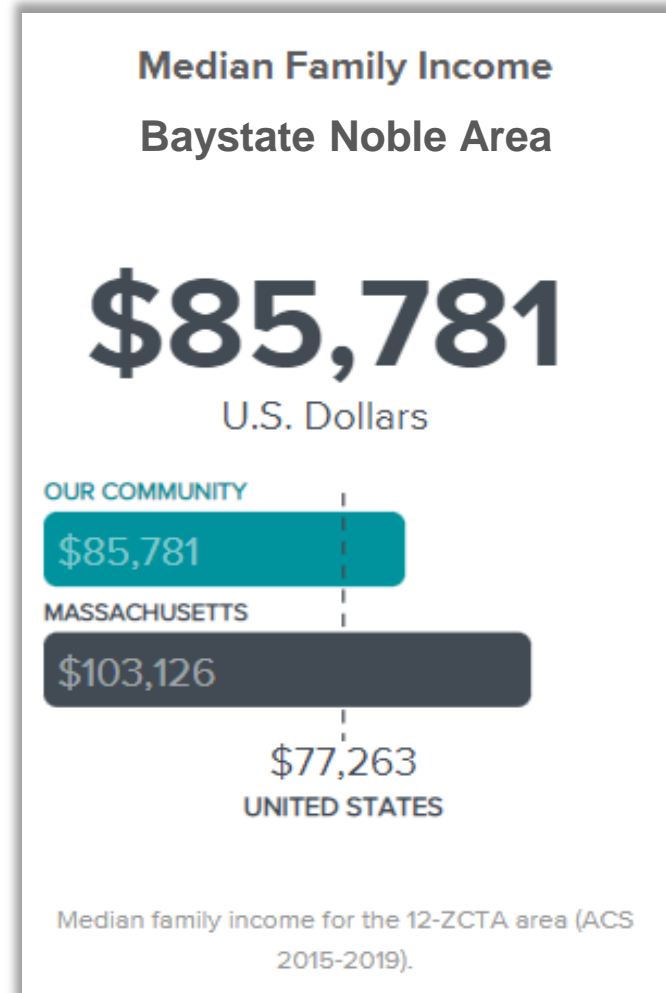 Median Family Income
Baystate Noble Area
$85,781
U.S. Dollars
OUR COMMUNITY
$85,781
MASSACHUSETTS
$103,126
$77,263
UNITED STATES
Median family income for the 12-ZCTA area (ACS
2015-2019).